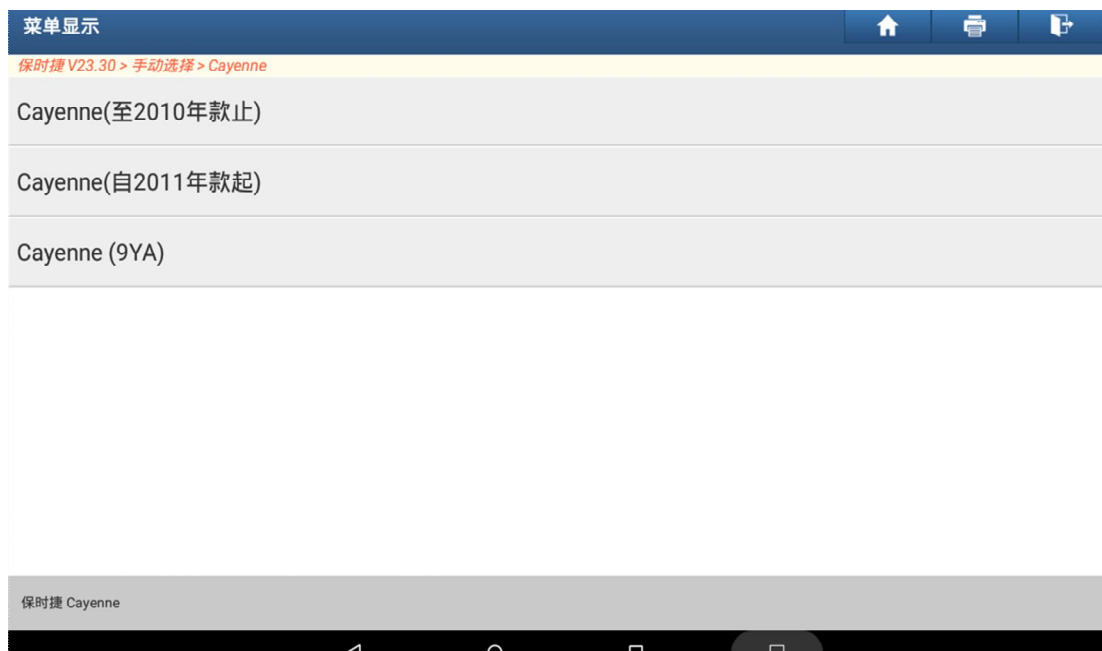 菜单显示
保时捷 V23.30 > 手动选择 > Cayenne
Cayenne(至2010年款止)
Cayenne(自2011年款起)
Cayenne (9YA)
保时捷 Cayenne